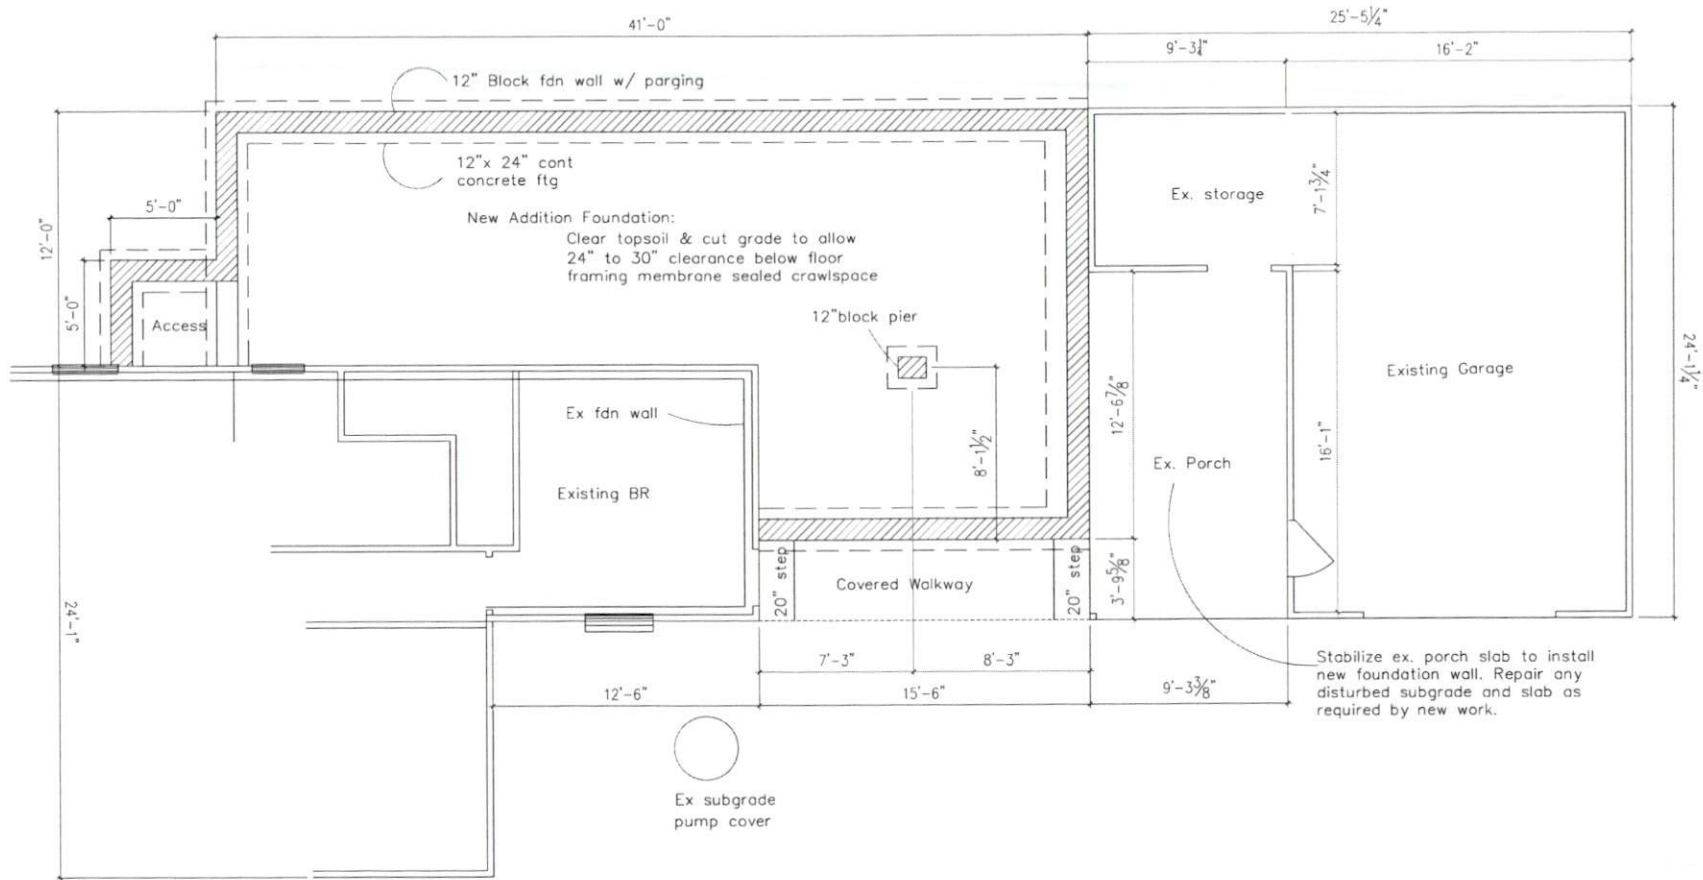 41'-0"
25'-5¼"
9'-3¾"
16'-2"
12" Block fdn wall w/ parging
12"x 24" cont
concrete ftg
5'-0"
12'-0"
New Addition Foundation:
Clear topsoil & cut grade to allow
24" to 30" clearance below floor
framing membrane sealed crawlspace
Ex. storage
7'-1¾"
5'-0"
Access
12"block pier
Existing Garage
24'-1¼"
Ex fdn wall
12'-6⅞"
8'-1½"
16'-1"
Ex. Porch
Existing BR
20" step
Covered Walkway
20" step
3'-9⅝"
24'-1"
7'-3"
8'-3"
12'-6"
15'-6"
9'-3⅜"
Stabilize ex. porch slab to install
new foundation wall. Repair any
disturbed subgrade and slab as
required by new work.
Ex subgrade
pump cover